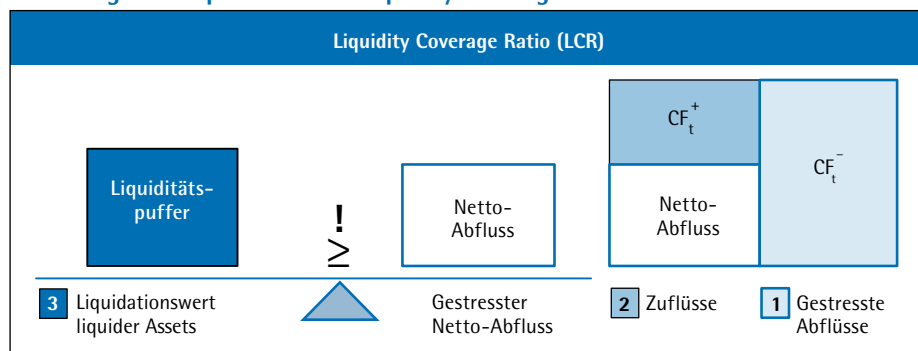 Liquidity Coverage Ratio (LCR)
Liquiditäts-
puffer
!
≥
Netto-
Abfluss
CF_t^+
Netto-
Abfluss
CF_t^-
3 Liquidationswert
liquider Assets
Gestresster
Netto-Abfluss
2 Zuflüsse
1 Gestresste
Abflüsse